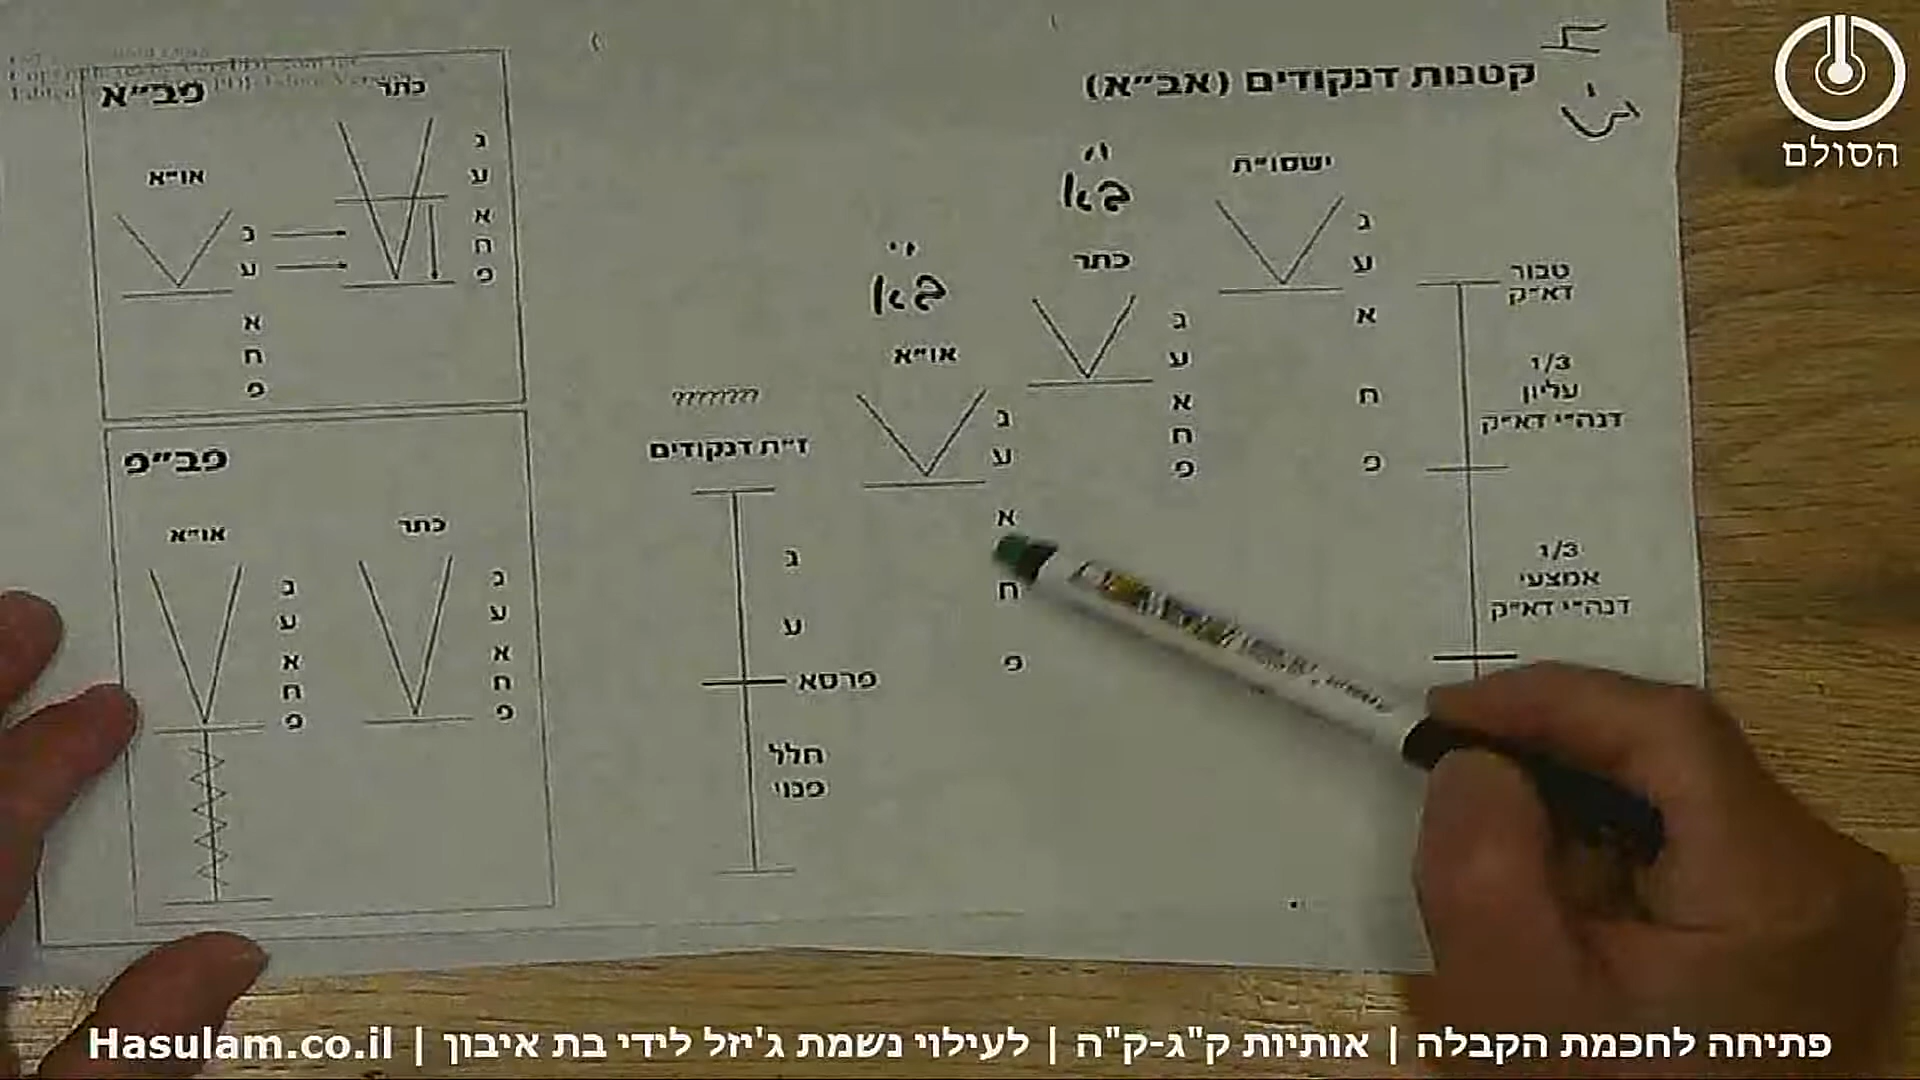 קטנות דנקודים (אב״א)
הסולם
ישסו״ת
ג
ע
א
ח
פ
טבור
דא״ק
1/3
עליון
דנה״י דא״ק
1/3
אמצעי
דנה״י דא״ק
כתר
ג
ע
א
ח
פ
או״א
ג
ע
א
ח
פ
????????
ז״ת דנקודים
ג
ע
פרסא
חלל
פנוי
פב״א
כתר
ג
ע
א
ח
פ
או״א
ג
ע
א
ח
פ
פב״פ
כתר
ג
ע
א
ח
פ
או״א
ג
ע
א
ח
פ
פתיחה לחכמת הקבלה | אותיות ק"ג-ק"ה | לעילוי נשמת ג'יזל לידי בת איבון | Hasulam.co.il